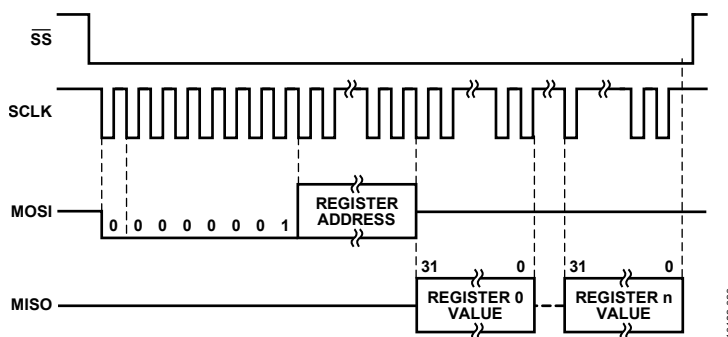 SS
SCLK
MOSI
0 0 0 0 0 0 0 1
REGISTER
ADDRESS
31 0 31 0
MISO
REGISTER 0
VALUE
REGISTER n
VALUE